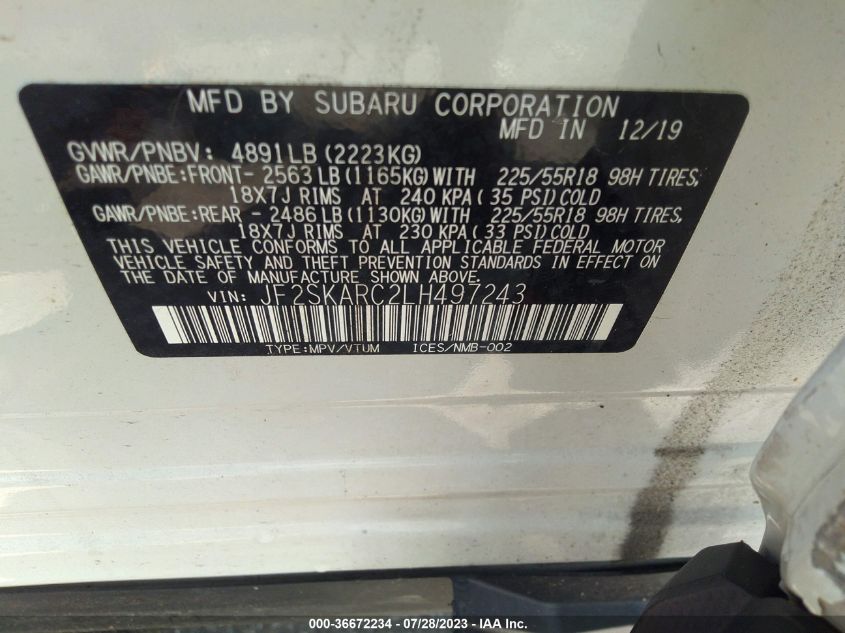 MFD BY SUBARU CORPORATION
MFD IN 12/19
GVWR/PNBV: 4891LB (2223KG)
GAWR/PNBE:FRONT- 2563 LB (1165KG) WITH 225/55R18 98H TIRES,
18X7J RIMS AT 240 KPA ( 35 PSI) COLD
GAWR/PNBE:REAR - 2486 LB (1130KG) WITH 225/55R18 98H TIRES,
18X7J RIMS AT 230 KPA ( 33 PSI) COLD
THIS VEHICLE CONFORMS TO ALL APPLICABLE FEDERAL MOTOR
VEHICLE SAFETY AND THEFT PREVENTION STANDARDS IN EFFECT ON
THE DATE OF MANUFACTURE SHOWN ABOVE.
VIN: JF2SKARC2LH497243
TYPE:MPV/VTUM ICES/NMB-002
000-36672234 / 07/28/2023 / IAA Inc.